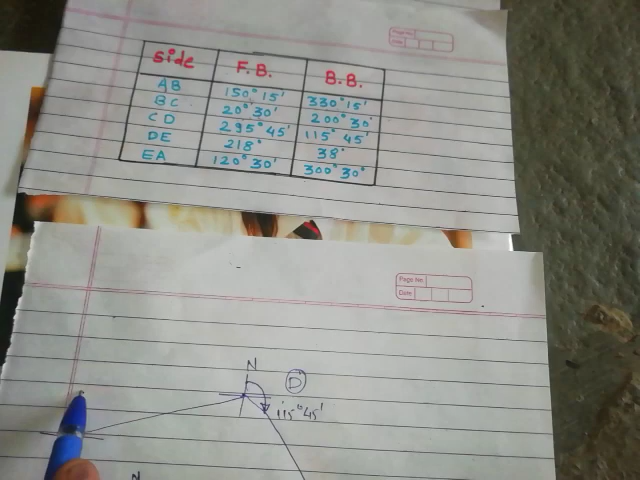 Page No.
Date
Side F.B. B.B.
AB 150° 15' 330° 15'
BC 20° 30' 200° 30'
CD 295° 45' 115° 45'
DE 218° 38°
EA 120° 30' 300° 30°
Page No
Date
N
D
115° 45'
N